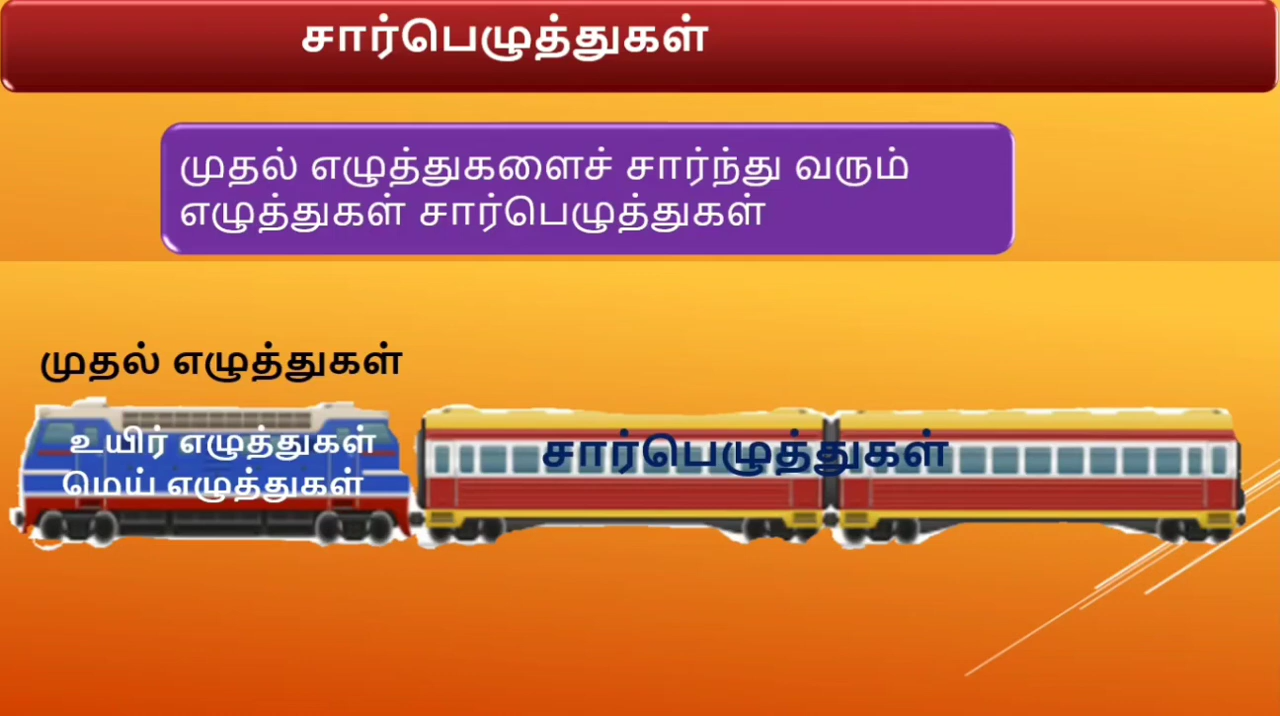 சார்பெழுத்துகள்
முதல் எழுத்துகளைச் சார்ந்து வரும்
எழுத்துகள் சார்பெழுத்துகள்
முதல் எழுத்துகள்
உயிர் எழுத்துகள்
மெய் எழுத்துகள்
சார்பெழுத்துகள்